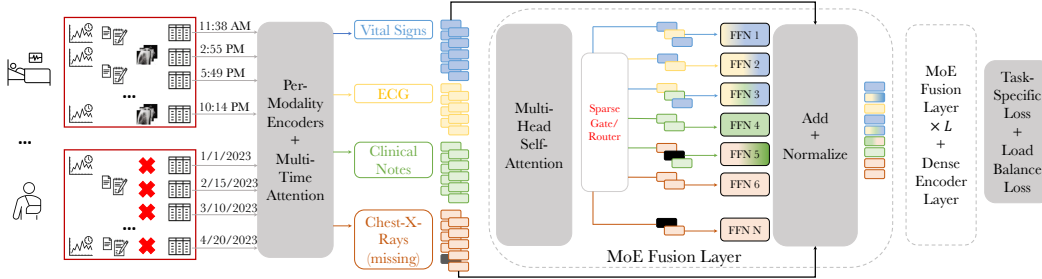 11:38 AM
2:55 PM
5:49 PM
...
10:14 PM
...
1/1/2023
2/15/2023
3/10/2023
...
4/20/2023
Per-
Modality
Encoders
+
Multi-
Time
Attention
Vital Signs
ECG
Clinical
Notes
Chest-X-
Rays
(missing)
Multi-
Head
Self-
Attention
Sparse
Gate/
Router
FFN 1
FFN 2
FFN 3
FFN 4
FFN 5
FFN 6
FFN N
Add
+
Normalize
MoE Fusion Layer
MoE
Fusion
Layer
× L
+
Dense
Encoder
Layer
Task-
Specific
Loss
+
Load
Balance
Loss